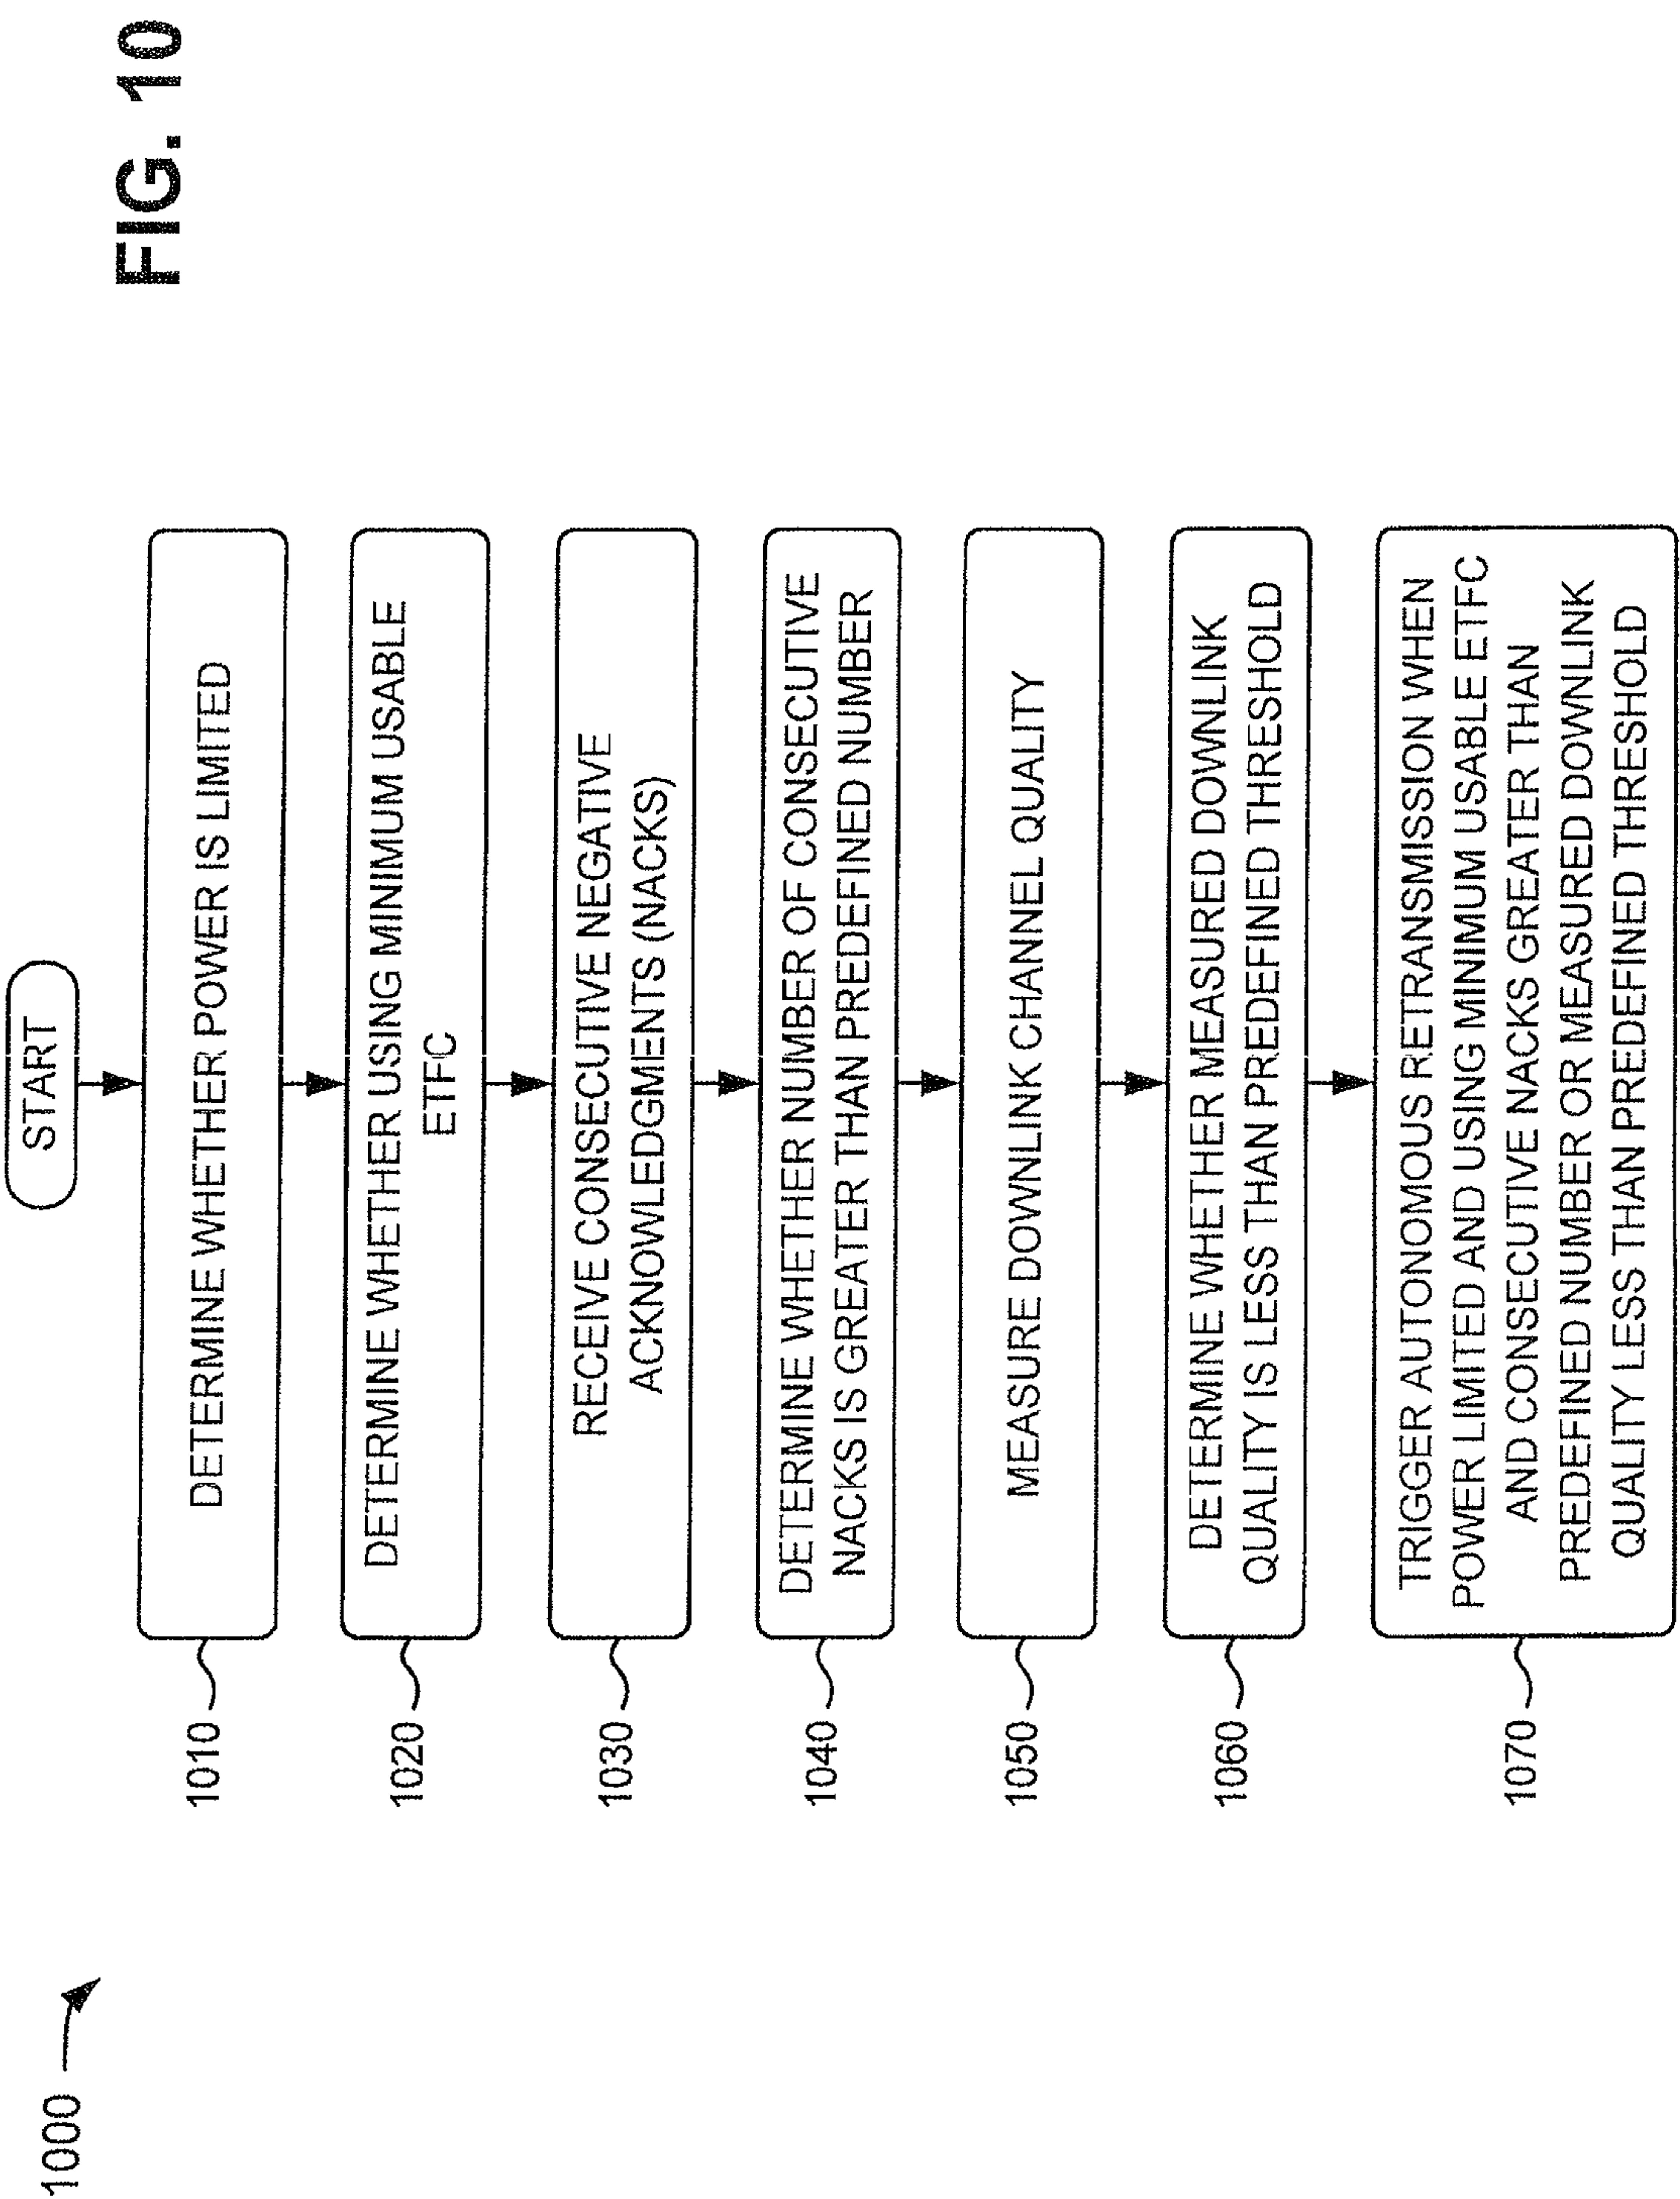 FIG. 10
1000
START
1010
DETERMINE WHETHER POWER IS LIMITED
1020
DETERMINE WHETHER USING MINIMUM USABLE
ETFC
1030
RECEIVE CONSECUTIVE NEGATIVE
ACKNOWLEDGMENTS (NACKS)
1040
DETERMINE WHETHER NUMBER OF CONSECUTIVE
NACKS IS GREATER THAN PREDEFINED NUMBER
1050
MEASURE DOWNLINK CHANNEL QUALITY
1060
DETERMINE WHETHER MEASURED DOWNLINK
QUALITY IS LESS THAN PREDEFINED THRESHOLD
1070
TRIGGER AUTONOMOUS RETRANSMISSION WHEN
POWER LIMITED AND USING MINIMUM USABLE ETFC
AND CONSECUTIVE NACKS GREATER THAN
PREDEFINED NUMBER OR MEASURED DOWNLINK
QUALITY LESS THAN PREDEFINED THRESHOLD